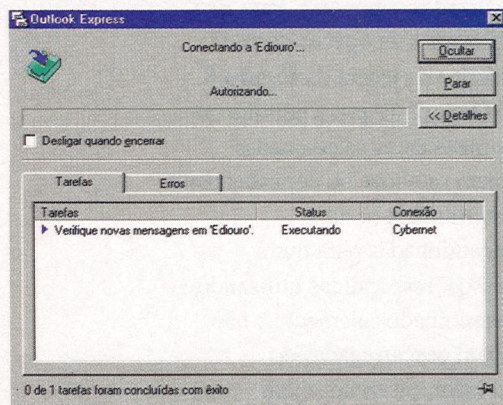 Outlook Express
Conectando a 'Ediouro'...
Ocultar
Autorizando...
Parar
<< Detalhes
Desligar quando encerrar
Tarefas
Erros
Tarefas Status Conexão
Verifique novas mensagens em 'Ediouro'. Executando Cybernet
0 de 1 tarefas foram concluídas com êxito